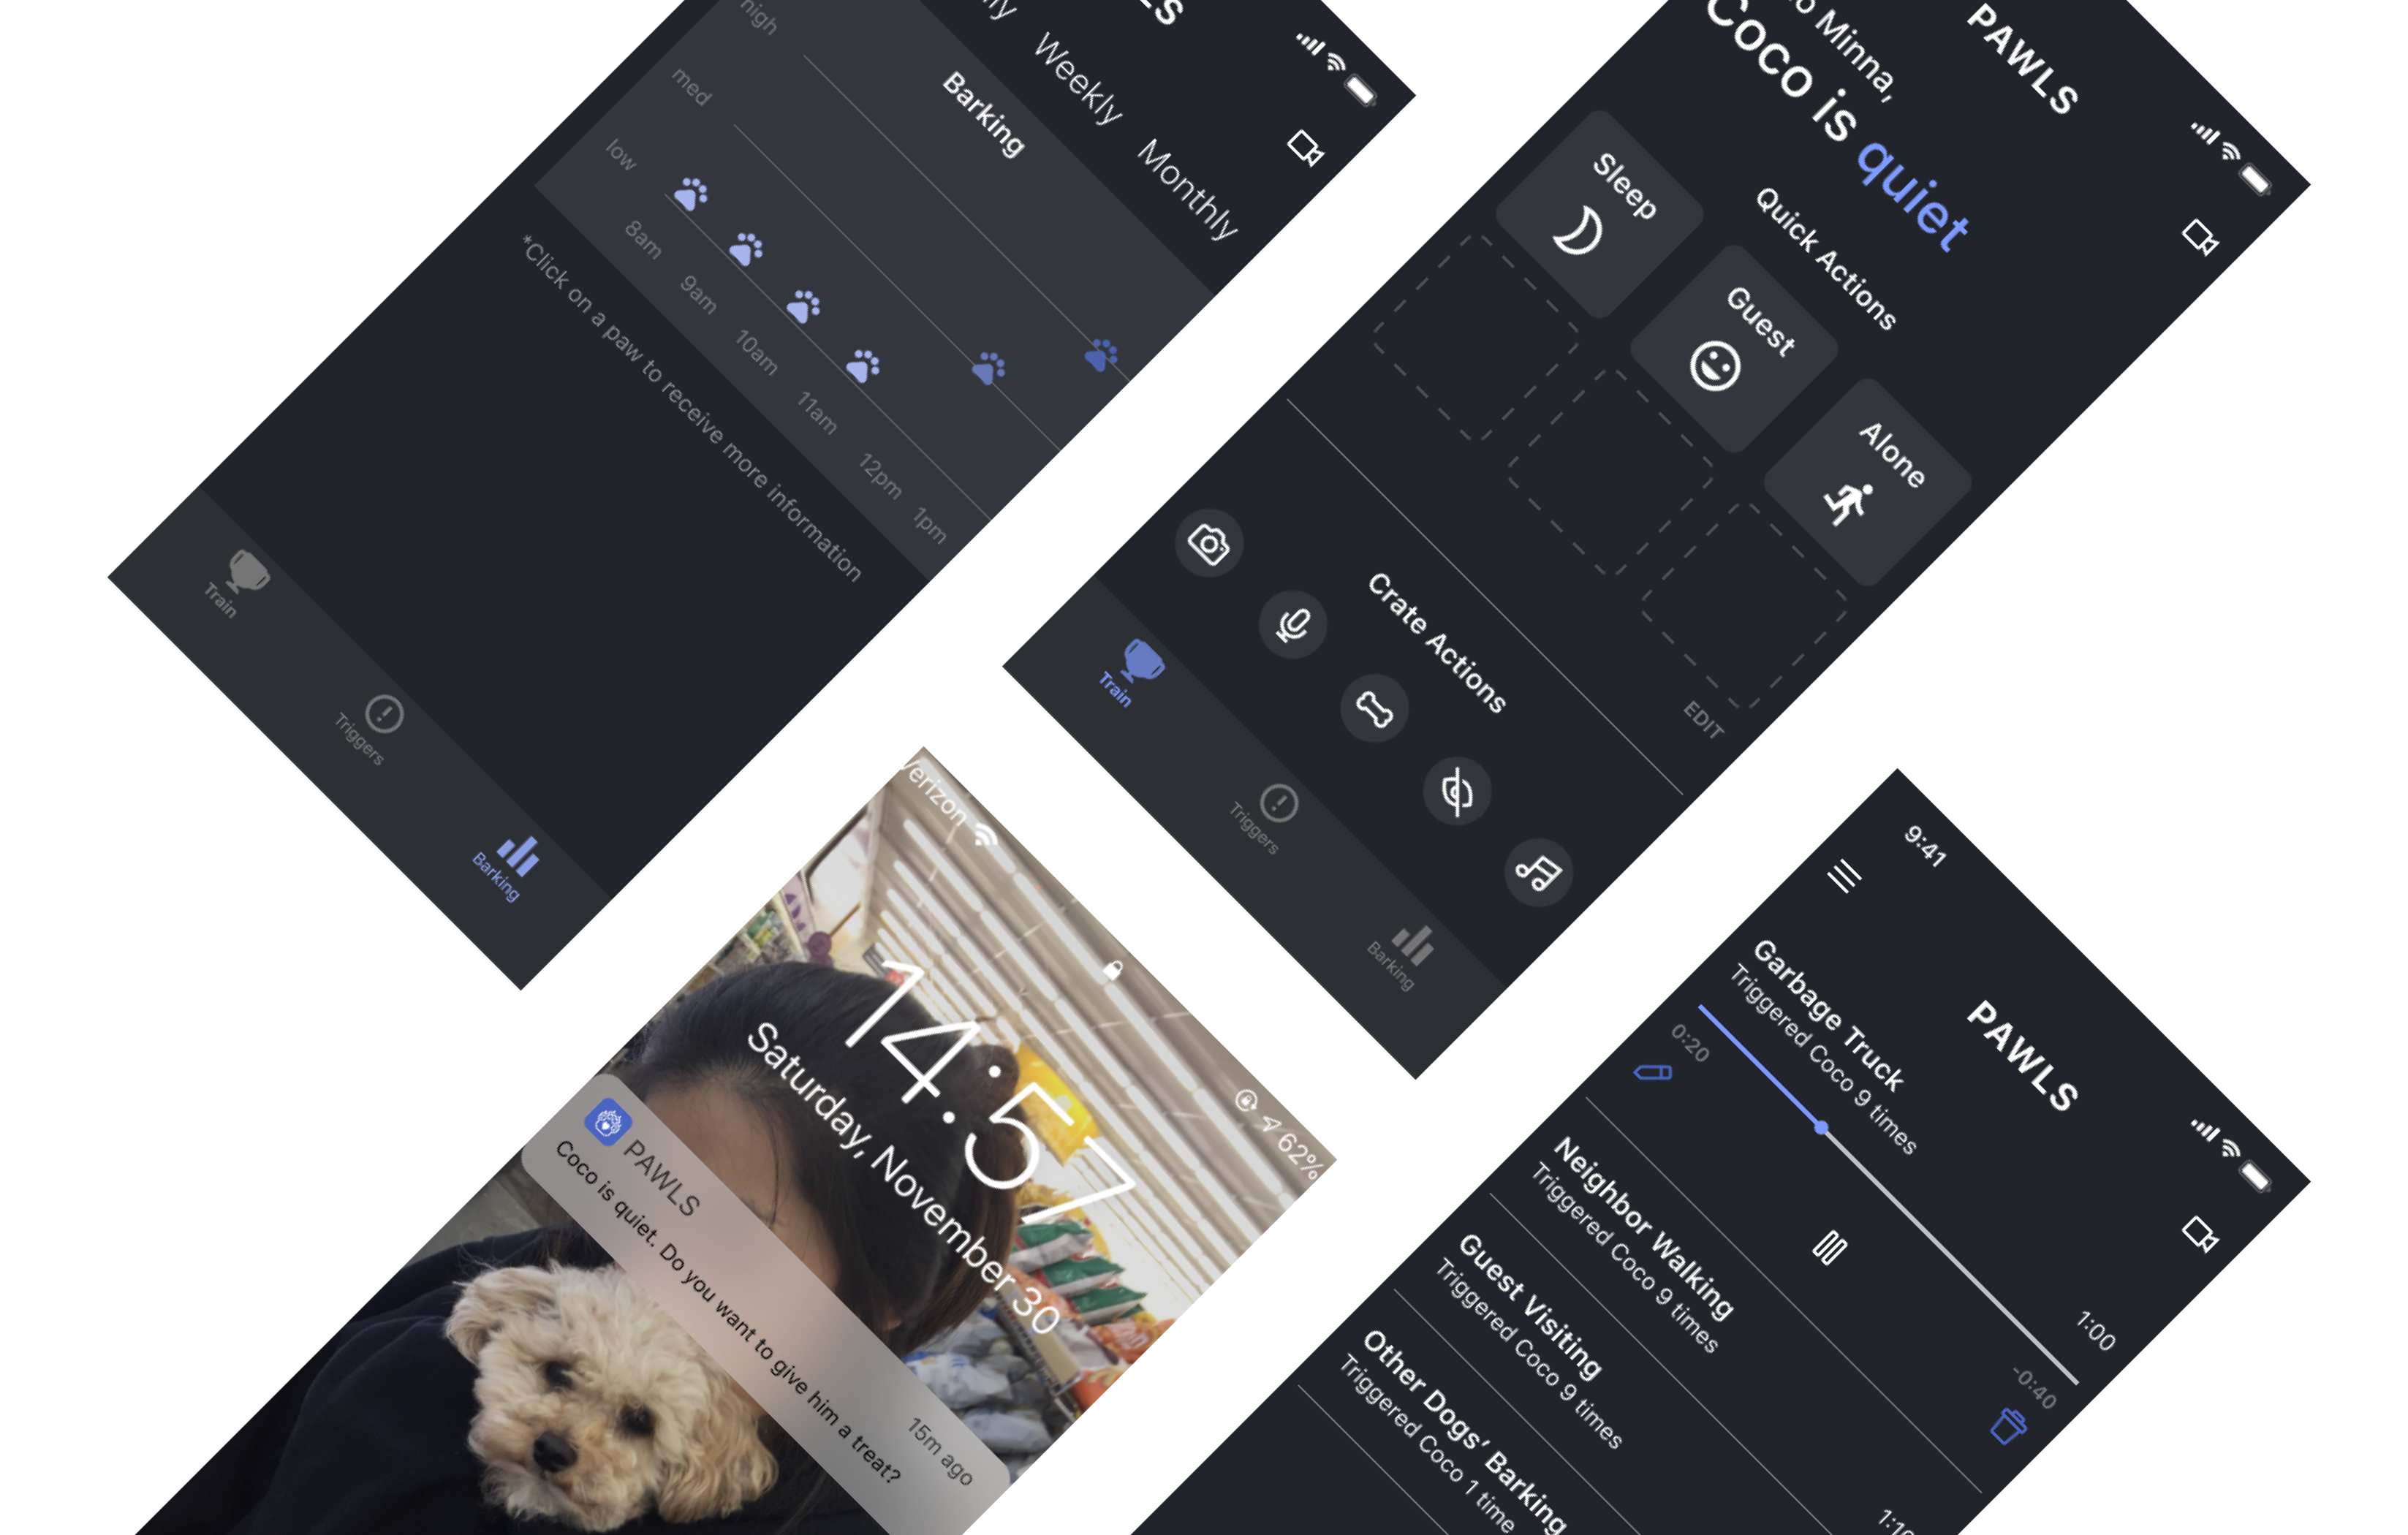 Weekly
Monthly
Barking
high
med
low
8am
9am
10am
11am
12pm
1pm
*Click on a paw to receive more information
Train
Triggers
Barking
PAWLS
Minna,
Coco is quiet
Quick Actions
Sleep
Guest
Alone
EDIT
Crate Actions
Train
Triggers
Barking
verizon
62%
14:57
Saturday, November 30
PAWLS
15m ago
Coco is quiet. Do you want to give him a treat?
9:41
PAWLS
Garbage Truck
Triggered Coco 9 times
1:00
0:20
-0:40
Neighbor Walking
Triggered Coco 9 times
Guest Visiting
Triggered Coco 9 times
Other Dogs' Barking
Triggered Coco 1 time